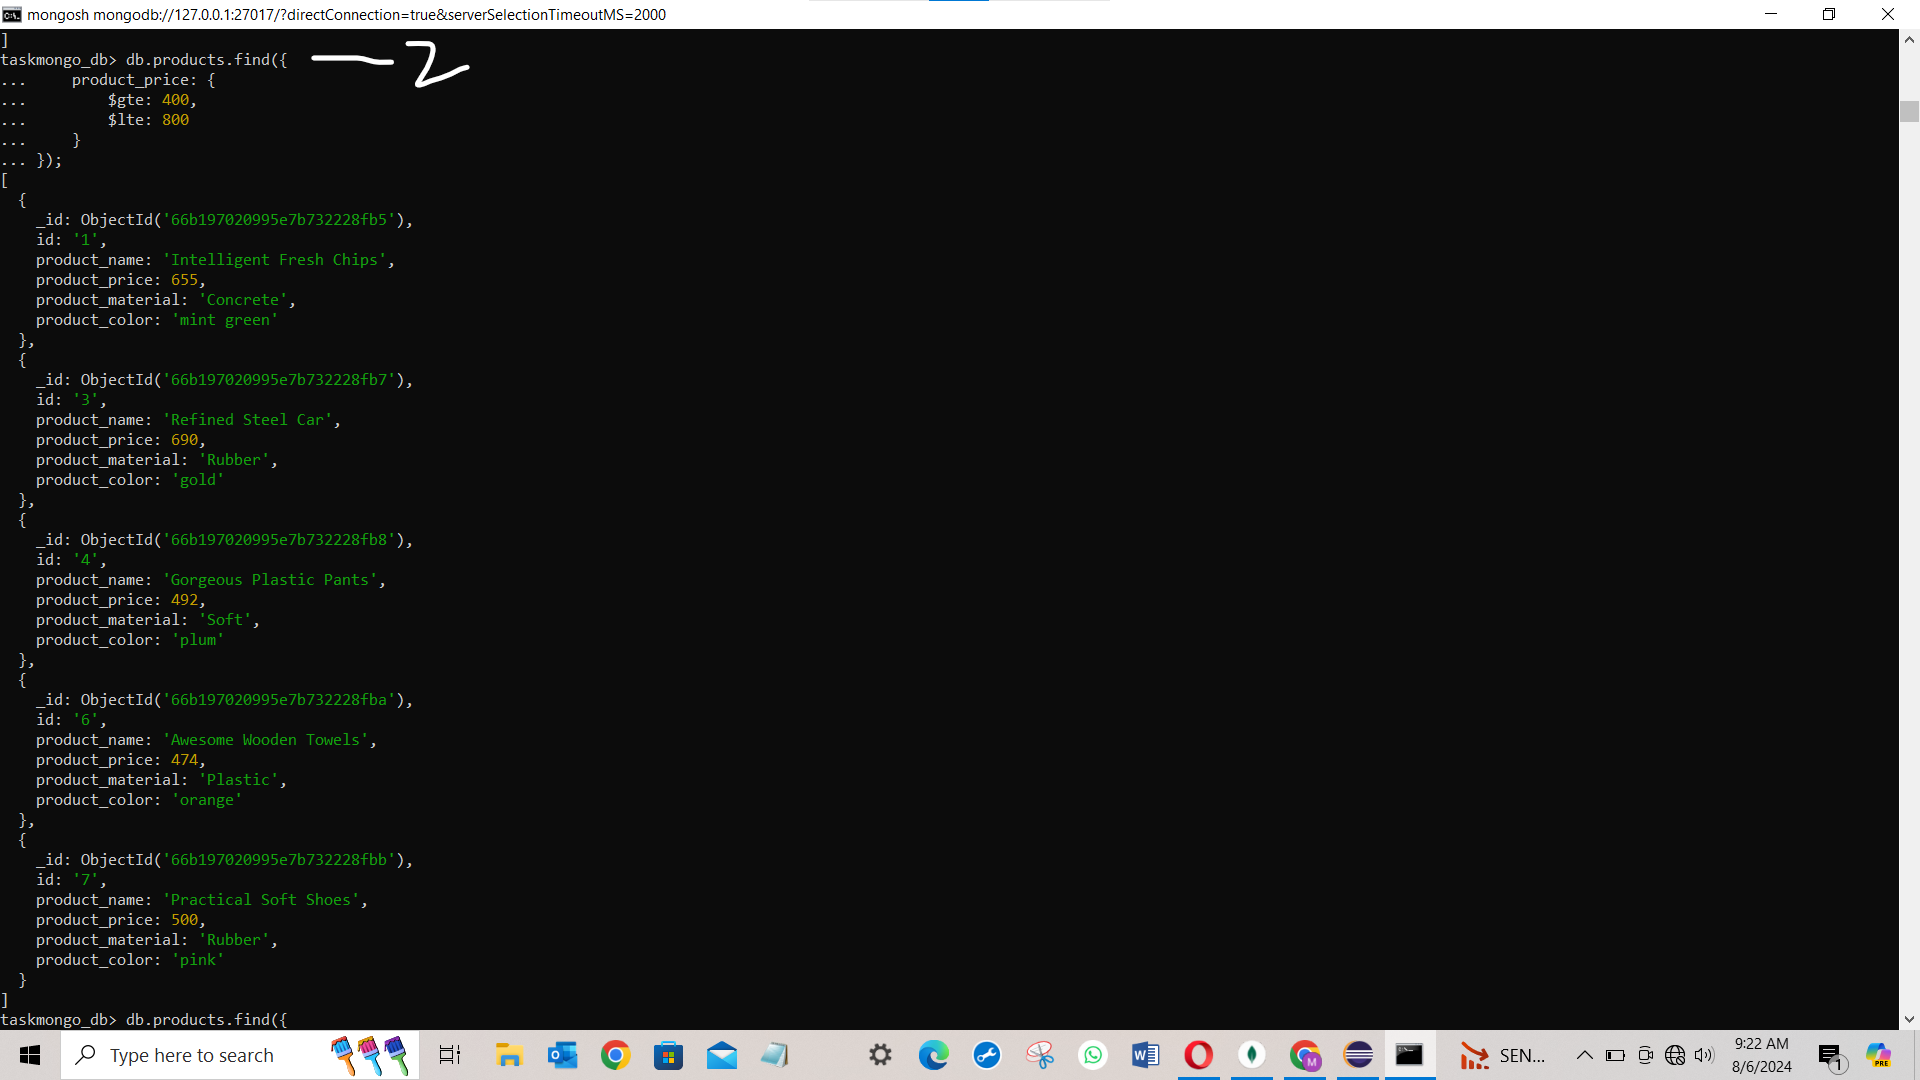 mongosh mongodb://127.0.0.1:27017/?directConnection=true&serverSelectionTimeoutMS=2000
]
taskmongo_db> db.products.find({ — 2
...     product_price: {
...         $gte: 400,
...         $lte: 800
...     }
... });
[
  {
    _id: ObjectId('66b197020995e7b732228fb5'),
    id: '1',
    product_name: 'Intelligent Fresh Chips',
    product_price: 655,
    product_material: 'Concrete',
    product_color: 'mint green'
  },
  {
    _id: ObjectId('66b197020995e7b732228fb7'),
    id: '3',
    product_name: 'Refined Steel Car',
    product_price: 690,
    product_material: 'Rubber',
    product_color: 'gold'
  },
  {
    _id: ObjectId('66b197020995e7b732228fb8'),
    id: '4',
    product_name: 'Gorgeous Plastic Pants',
    product_price: 492,
    product_material: 'Soft',
    product_color: 'plum'
  },
  {
    _id: ObjectId('66b197020995e7b732228fba'),
    id: '6',
    product_name: 'Awesome Wooden Towels',
    product_price: 474,
    product_material: 'Plastic',
    product_color: 'orange'
  },
  {
    _id: ObjectId('66b197020995e7b732228fbb'),
    id: '7',
    product_name: 'Practical Soft Shoes',
    product_price: 500,
    product_material: 'Rubber',
    product_color: 'pink'
  }
]
taskmongo_db> db.products.find({
Type here to search
M
SEN...
9:22 AM
8/6/2024
1
PRE